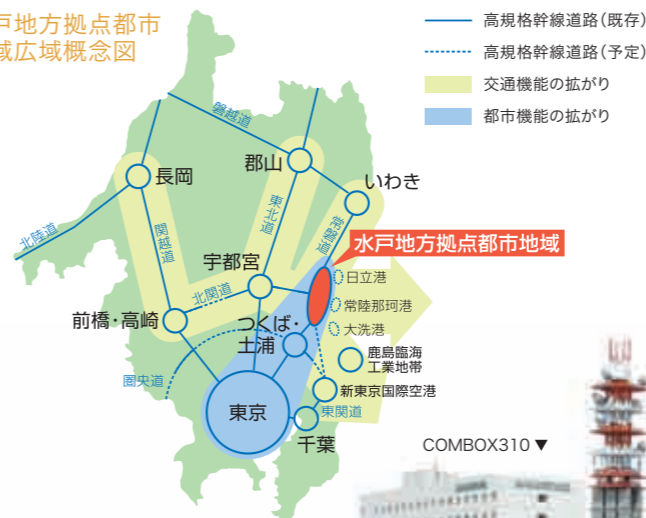 戸地方拠点都市
域広域概念図
高規格幹線道路(既存)
高規格幹線道路(予定)
交通機能の拡がり
都市機能の拡がり
磐越道
長岡
郡山
いわき
北陸道
関越道
東北道
常磐道
水戸地方拠点都市地域
宇都宮
日立港
北関道
常陸那珂港
前橋・高崎
つくば・
土浦
大洗港
鹿島臨海
工業地帯
圏央道
新東京国際空港
東京
東関道
千葉
COMBOX310▼